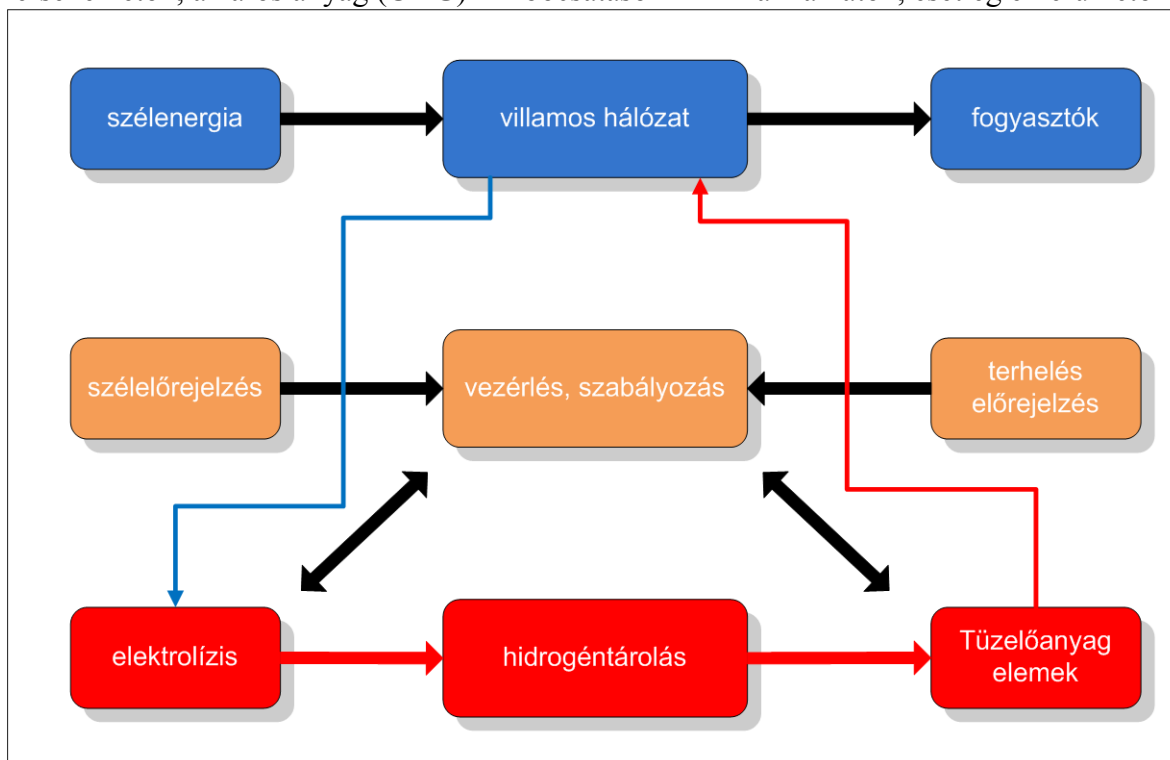 szélenergia
villamos hálózat
fogyasztók
szélelőrejelzés
vezérlés, szabályozás
terhelés
előrejelzés
elektrolízis
hidrogéntárolás
Tüzelőanyag
elemek